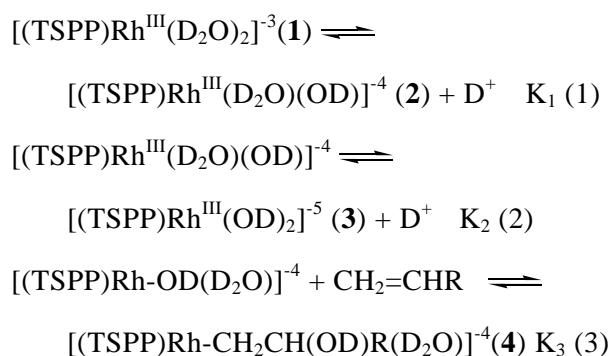 [(TSPP)Rh^III(D₂O)₂]^-3 (1) ⇌
[(TSPP)Rh^III(D₂O)(OD)]^-4 (2) + D⁺ K₁ (1)
[(TSPP)Rh^III(D₂O)(OD)]^-4 ⇌
[(TSPP)Rh^III(OD)₂]^-5 (3) + D⁺ K₂ (2)
[(TSPP)Rh-OD(D₂O)]^-4 + CH₂=CHR ⇌
[(TSPP)Rh-CH₂CH(OD)R(D₂O)]^-4 (4) K₃ (3)